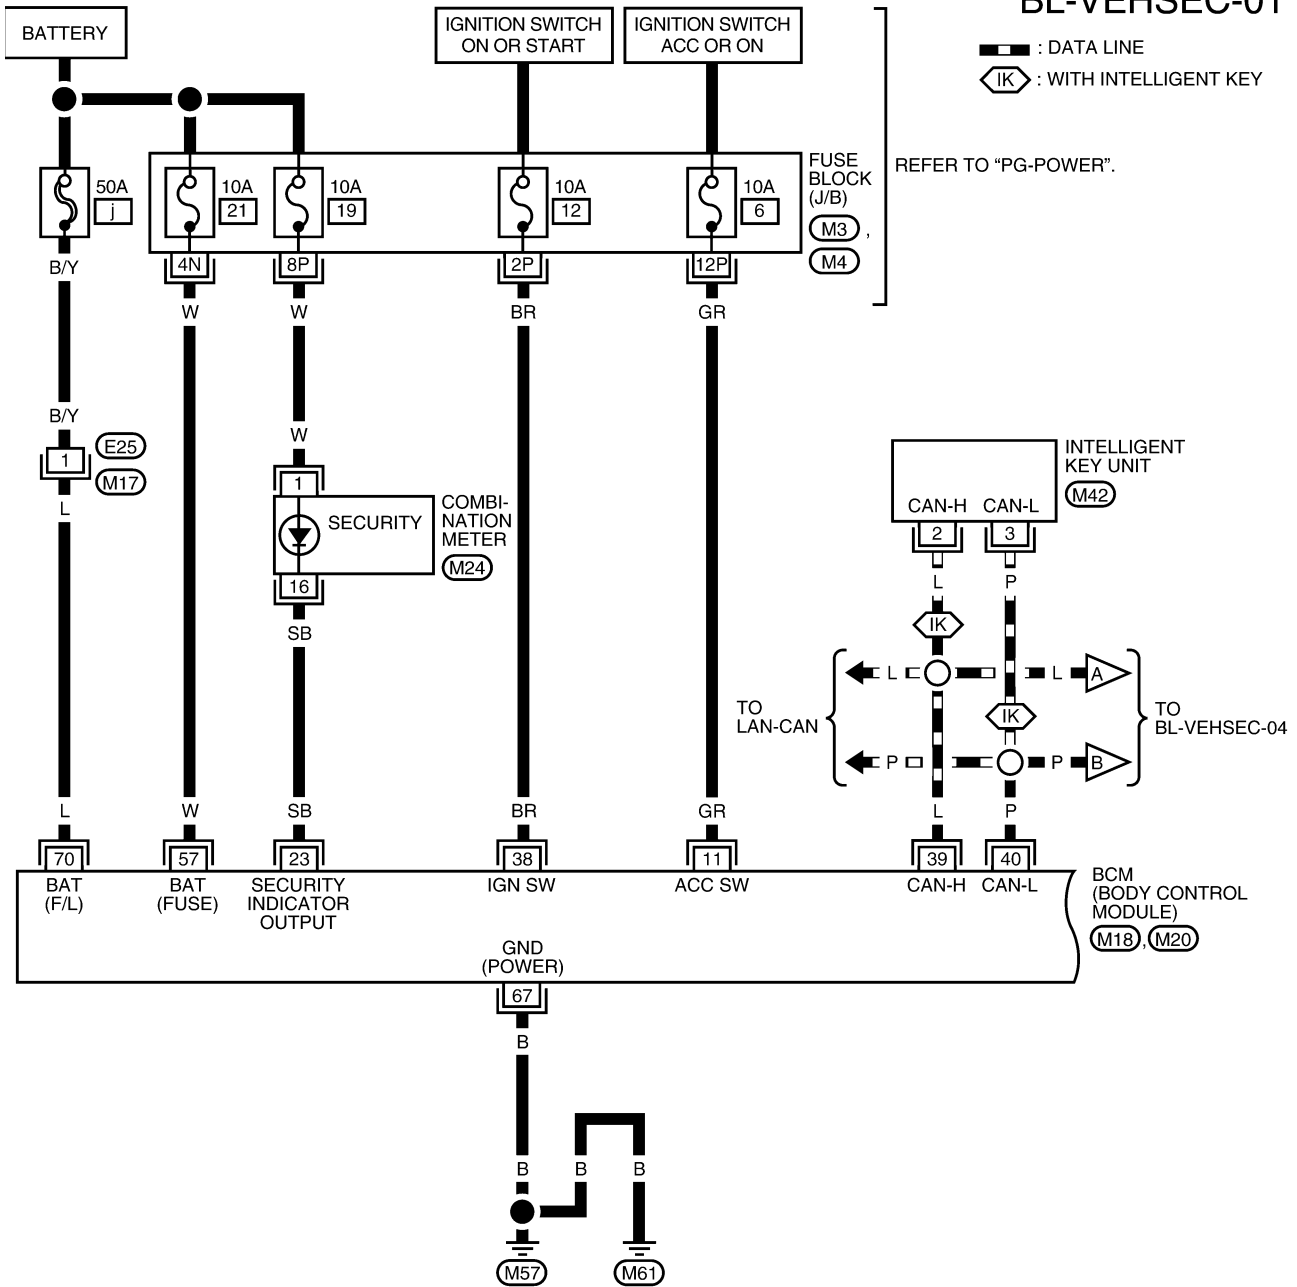 BL-VEHSEC-01
BATTERY
IGNITION SWITCH
ON OR START
IGNITION SWITCH
ACC OR ON
: DATA LINE
IK : WITH INTELLIGENT KEY
50A
j
10A
21
10A
19
10A
12
10A
6
FUSE
BLOCK
(J/B)
M3 ,
M4
REFER TO “PG-POWER”.
B/Y
4N
8P
2P
12P
W
W
BR
GR
B/Y
W
1
E25
M17
L
1
SECURITY
COMBI-
NATION
METER
M24
16
SB
INTELLIGENT
KEY UNIT
M42
CAN-H
CAN-L
2
3
L
P
IK
L
L
A
IK
TO
LAN-CAN
TO
BL-VEHSEC-04
P
P
B
L
W
SB
BR
GR
L
P
70
57
23
38
11
39
40
BAT
(F/L)
BAT
(FUSE)
SECURITY
INDICATOR
OUTPUT
IGN SW
ACC SW
CAN-H
CAN-L
BCM
(BODY CONTROL
MODULE)
M18 , M20
GND
(POWER)
67
B
B
B
B
M57
M61